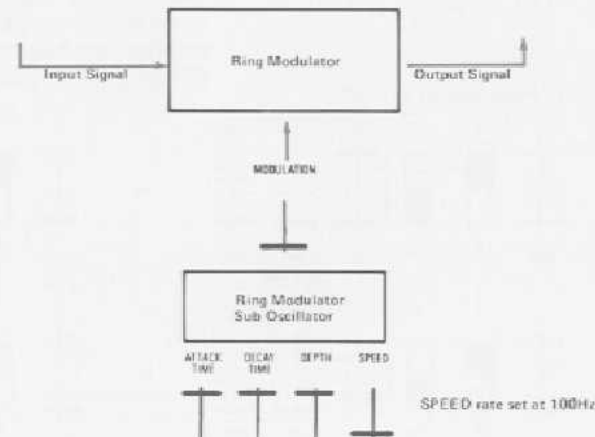 Ring Modulator
Input Signal
Output Signal
MODULATION
Ring Modulator
Sub Oscillator
ATTACK TIME
DECAY TIME
DEPTH
SPEED
SPEED rate set at 100Hz